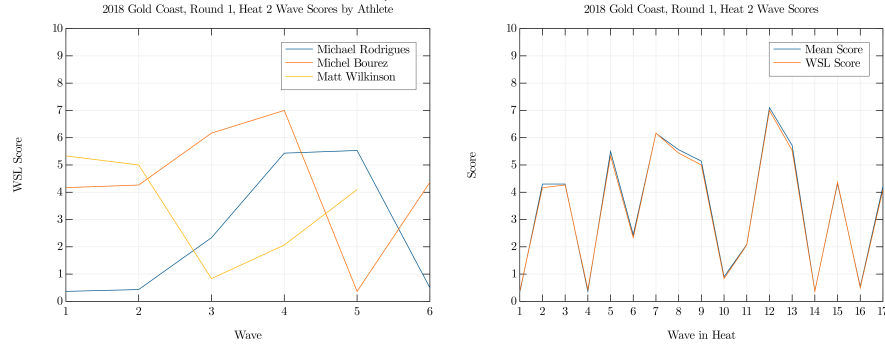 2018 Gold Coast, Round 1, Heat 2 Wave Scores by Athlete
10
9
8
7
6
5
4
3
2
1
0
WSL Score
Michael Rodrigues
Michel Bourez
Matt Wilkinson
1 2 3 4 5 6
Wave
2018 Gold Coast, Round 1, Heat 2 Wave Scores
10
9
8
7
6
5
4
3
2
1
0
Score
Mean Score
WSL Score
1 2 3 4 5 6 7 8 9 10 11 12 13 14 15 16 17
Wave in Heat